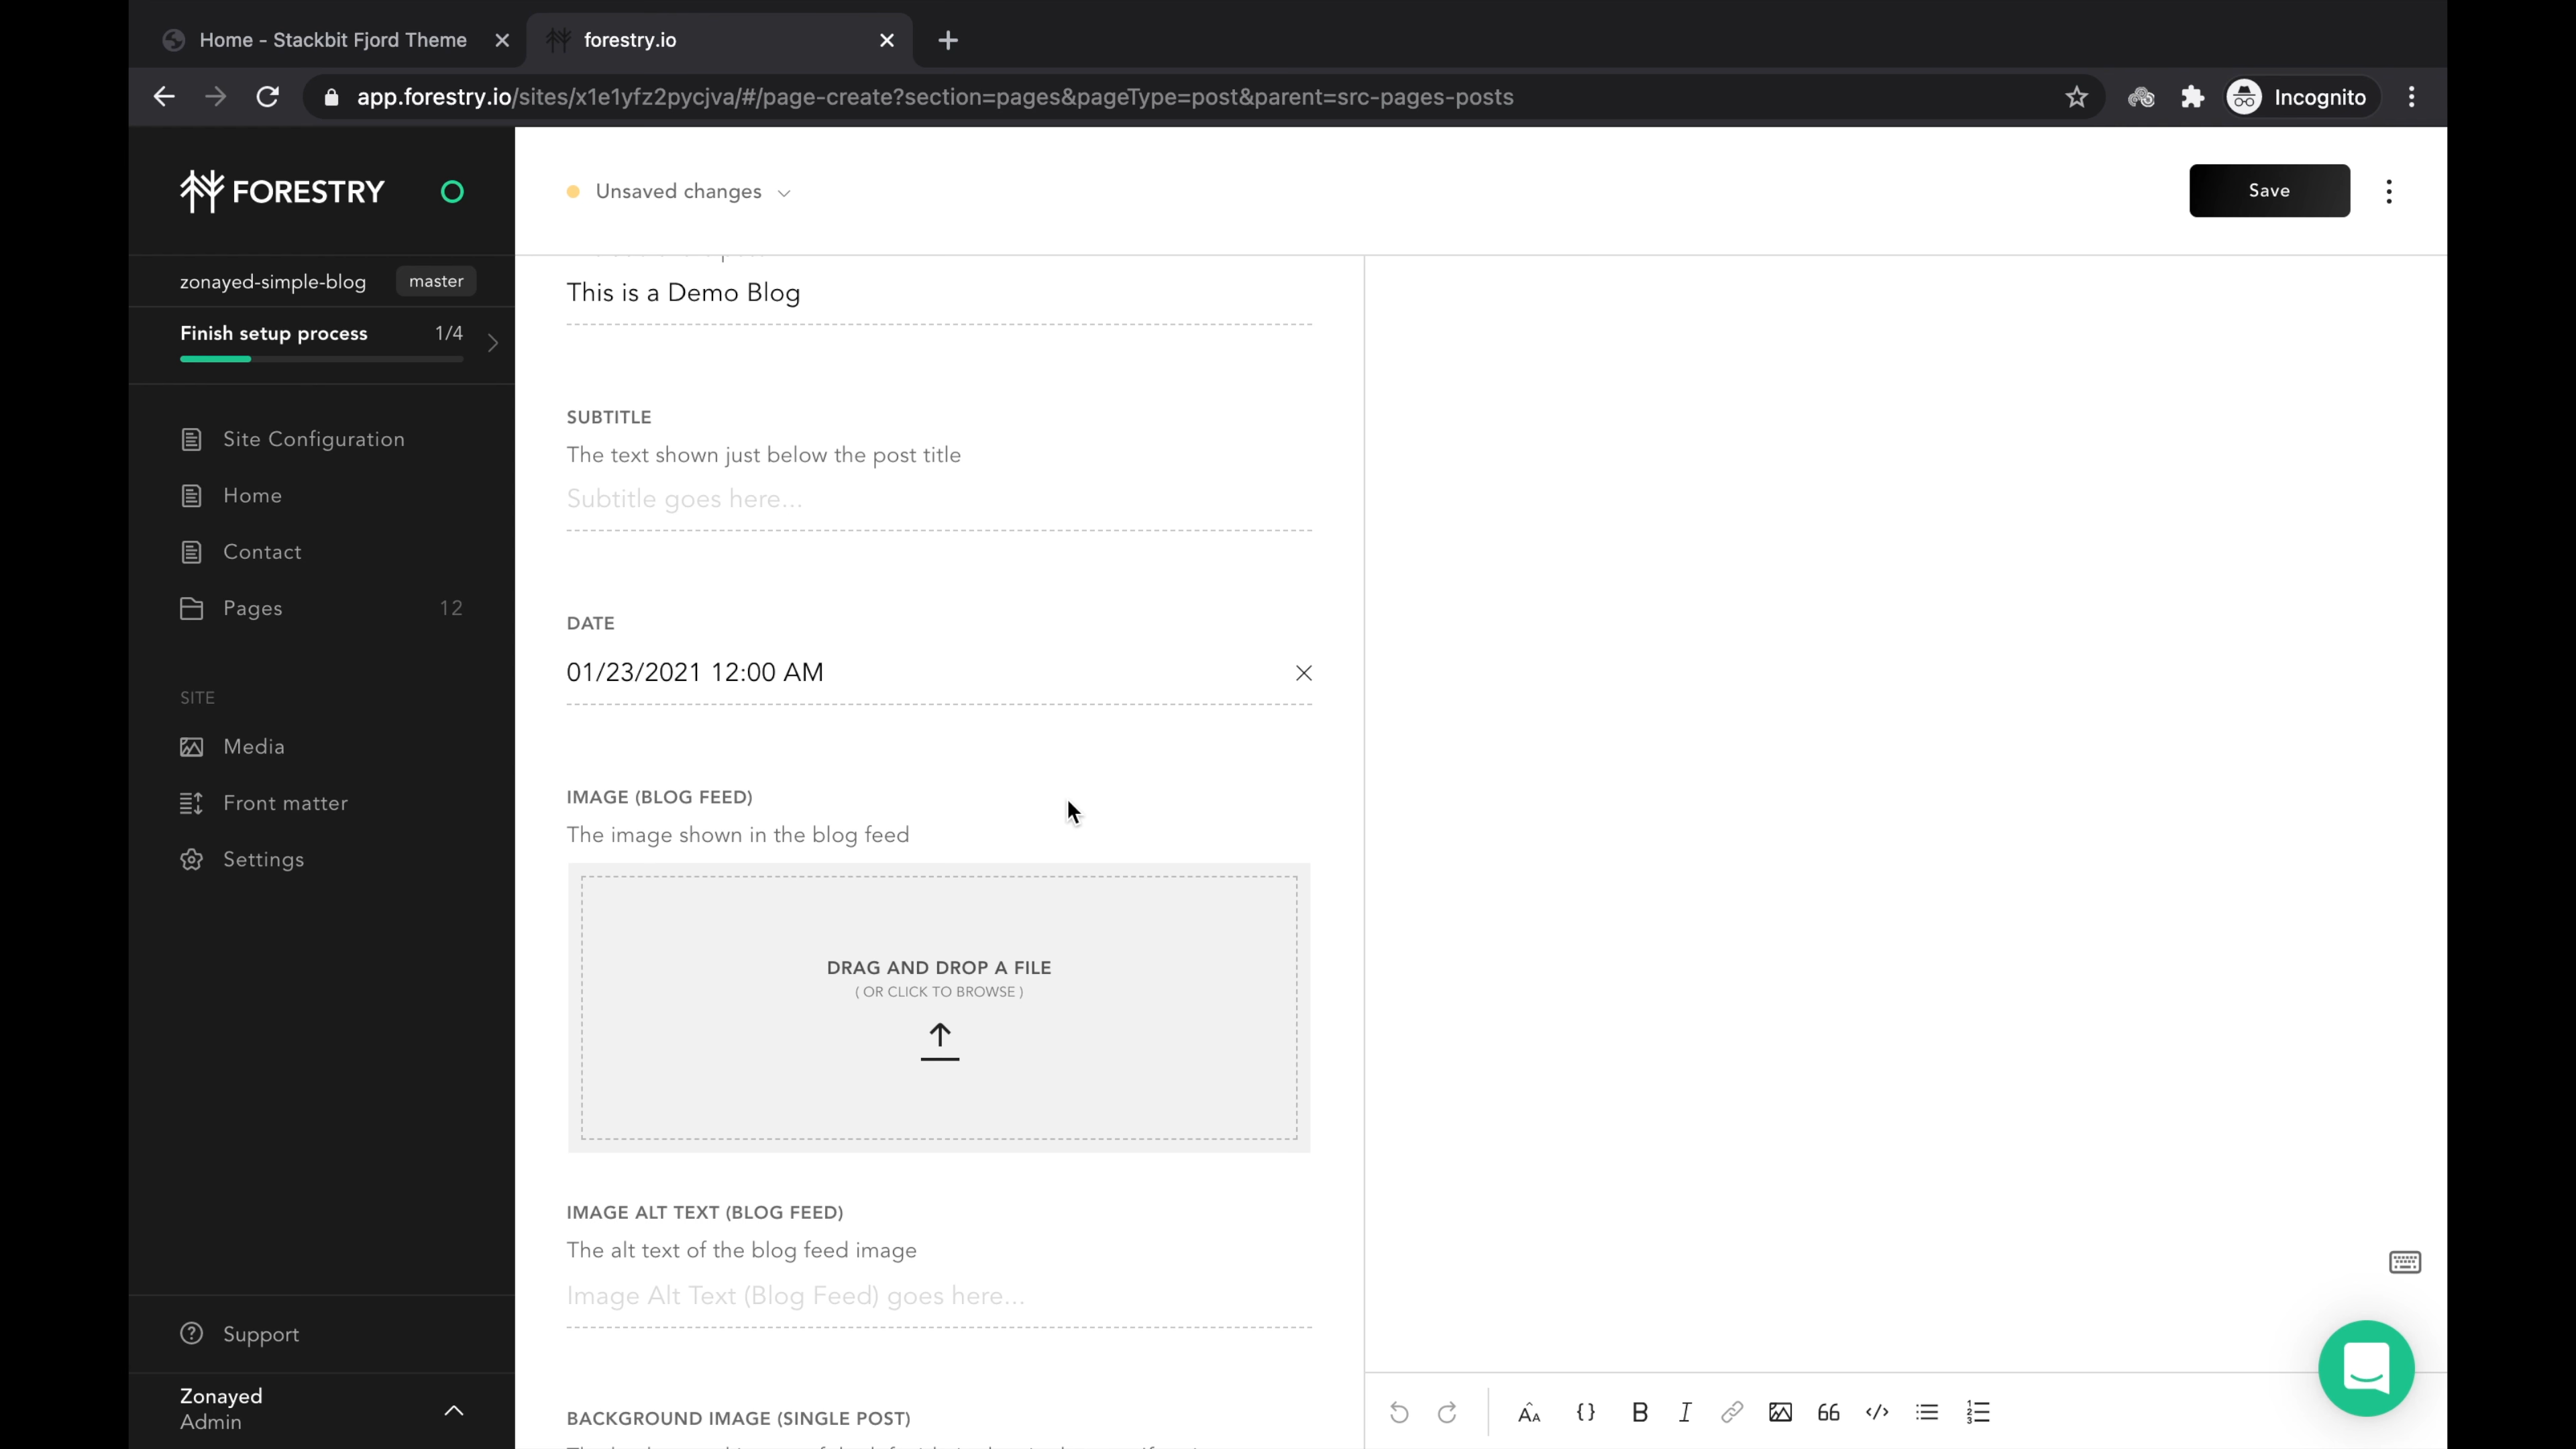 Home - Stackbit Fjord Theme
forestry.io
app.forestry.io/sites/x1e1yfz2pycjva/#/page-create?section=pages&pageType=post&parent=src-pages-posts
Incognito
FORESTRY
Unsaved changes
Save
zonayed-simple-blog
master
Finish setup process
1/4
Site Configuration
Home
Contact
Pages
12
SITE
Media
Front matter
Settings
Support
Zonayed
Admin
This is a Demo Blog
SUBTITLE
The text shown just below the post title
Subtitle goes here...
DATE
01/23/2021 12:00 AM
IMAGE (BLOG FEED)
The image shown in the blog feed
DRAG AND DROP A FILE
( OR CLICK TO BROWSE )
IMAGE ALT TEXT (BLOG FEED)
The alt text of the blog feed image
Image Alt Text (Blog Feed) goes here...
BACKGROUND IMAGE (SINGLE POST)